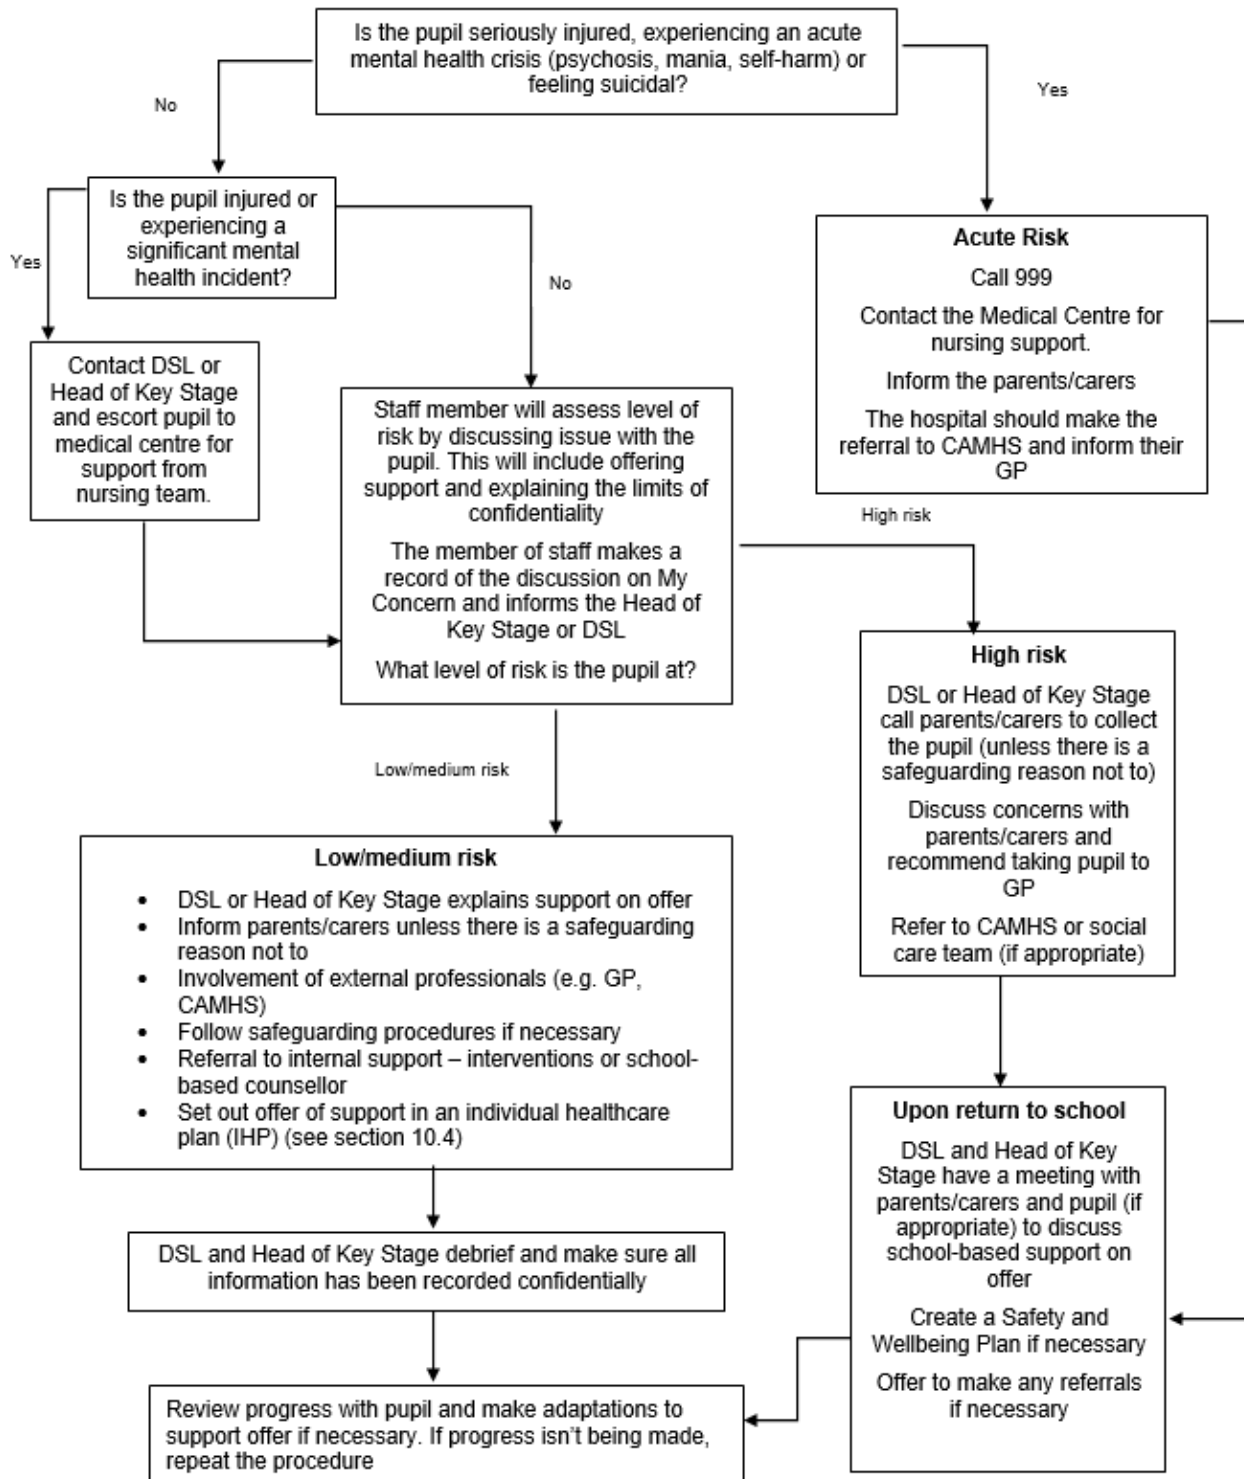 Is the pupil seriously injured, experiencing an acute
mental health crisis (psychosis, mania, self-harm) or
feeling suicidal?
No
Yes
Is the pupil injured or
experiencing a
significant mental
health incident?
Yes
No
Acute Risk
Call 999
Contact the Medical Centre for
nursing support.
Inform the parents/carers
The hospital should make the
referral to CAMHS and inform their
GP
Contact DSL or
Head of Key Stage
and escort pupil to
medical centre for
support from
nursing team.
Staff member will assess level of
risk by discussing issue with the
pupil. This will include offering
support and explaining the limits of
confidentiality
The member of staff makes a
record of the discussion on My
Concern and informs the Head of
Key Stage or DSL
What level of risk is the pupil at?
High risk
High risk
DSL or Head of Key Stage
call parents/carers to collect
the pupil (unless there is a
safeguarding reason not to)
Discuss concerns with
parents/carers and
recommend taking pupil to
GP
Refer to CAMHS or social
care team (if appropriate)
Low/medium risk
Low/medium risk
• DSL or Head of Key Stage explains support on offer
• Inform parents/carers unless there is a safeguarding
reason not to
• Involvement of external professionals (e.g. GP,
CAMHS)
• Follow safeguarding procedures if necessary
• Referral to internal support – interventions or school-
based counsellor
• Set out offer of support in an individual healthcare
plan (IHP) (see section 10.4)
Upon return to school
DSL and Head of Key
Stage have a meeting with
parents/carers and pupil (if
appropriate) to discuss
school-based support on
offer
Create a Safety and
Wellbeing Plan if necessary
Offer to make any referrals
if necessary
DSL and Head of Key Stage debrief and make sure all
information has been recorded confidentially
Review progress with pupil and make adaptations to
support offer if necessary. If progress isn't being made,
repeat the procedure